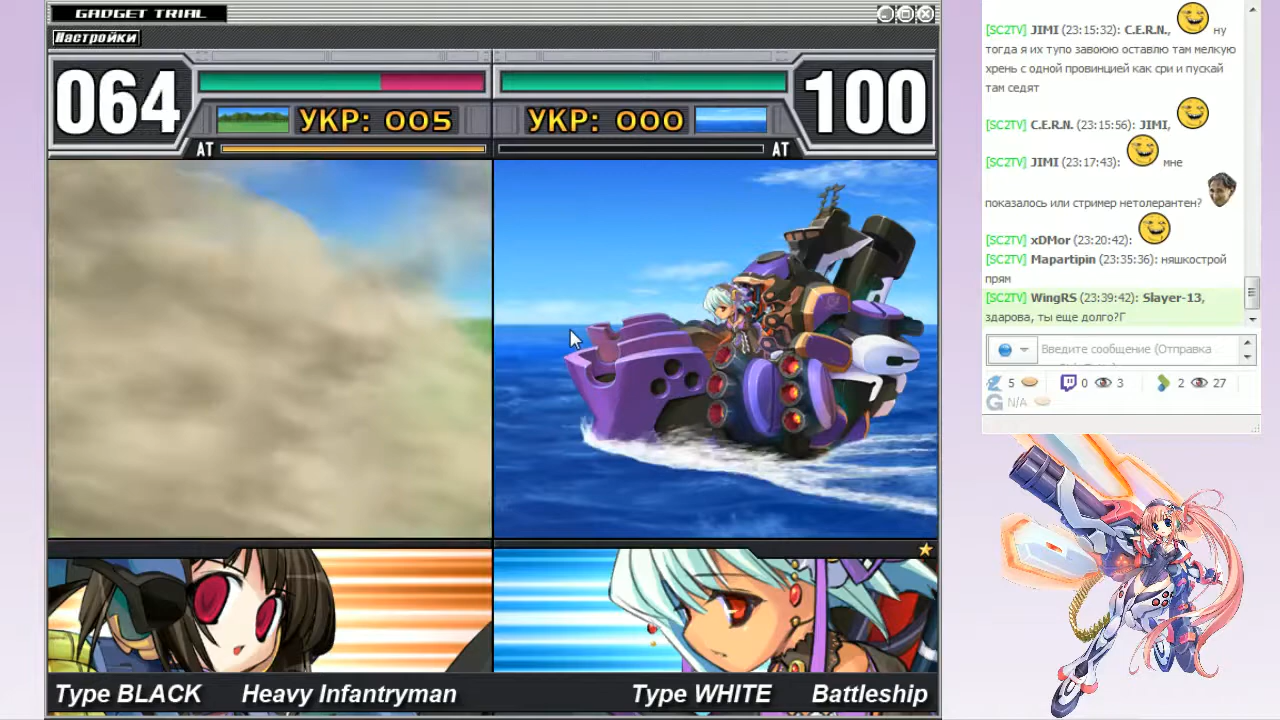 GADGET TRIAL
Настройки
064
УКР: 005
УКР: 000
100
AT
AT
Type BLACK Heavy Infantryman
Type WHITE Battleship
[SC2TV] JIMI (23:15:32): C.E.R.N., ну
тогда я их тупо завоюю оставлю там мелкую
хрень с одной провинцией как сри и пускай
там седят
[SC2TV] C.E.R.N. (23:15:56): JIMI,
[SC2TV] JIMI (23:17:43): мне
показалось или стример нетолерантен?
[SC2TV] xDMor (23:20:42):
[SC2TV] Mapartipin (23:35:36): няшкострой
прям
[SC2TV] WingRS (23:39:42): Slayer-13,
здарова, ты еще долго?Г
Введите сообщение (Отправка
5 0 3 2 27
N/A